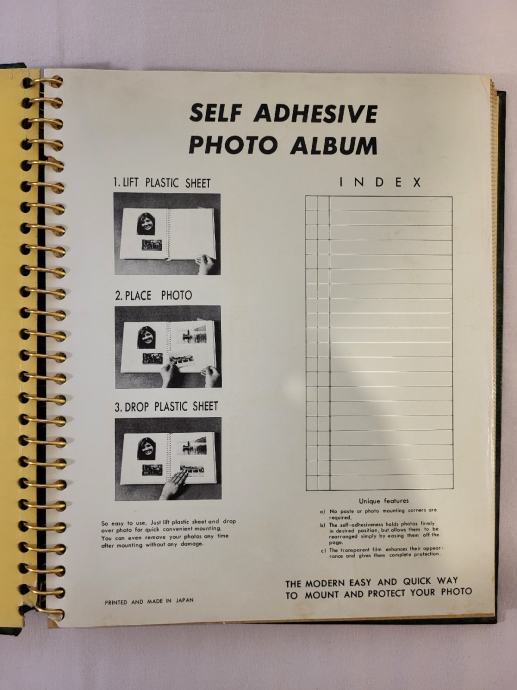 SELF ADHESIVE
PHOTO ALBUM
1. LIFT PLASTIC SHEET
2. PLACE PHOTO
3. DROP PLASTIC SHEET
So easy to use. Just lift plastic sheet and drop
over photo for quick convenient mounting.
You can even remove your photos any time
after mounting without any damage.
PRINTED AND MADE IN JAPAN
INDEX
Unique features
a) No paste or photo mounting corners are
required.
b) The self-adhesiveness holds photos firmly
in desired position, but allows them to be
rearranged simply by easing them off the
page.
c) The transparent film enhances their appear-
rance and gives them complete protection.
THE MODERN EASY AND QUICK WAY
TO MOUNT AND PROTECT YOUR PHOTO